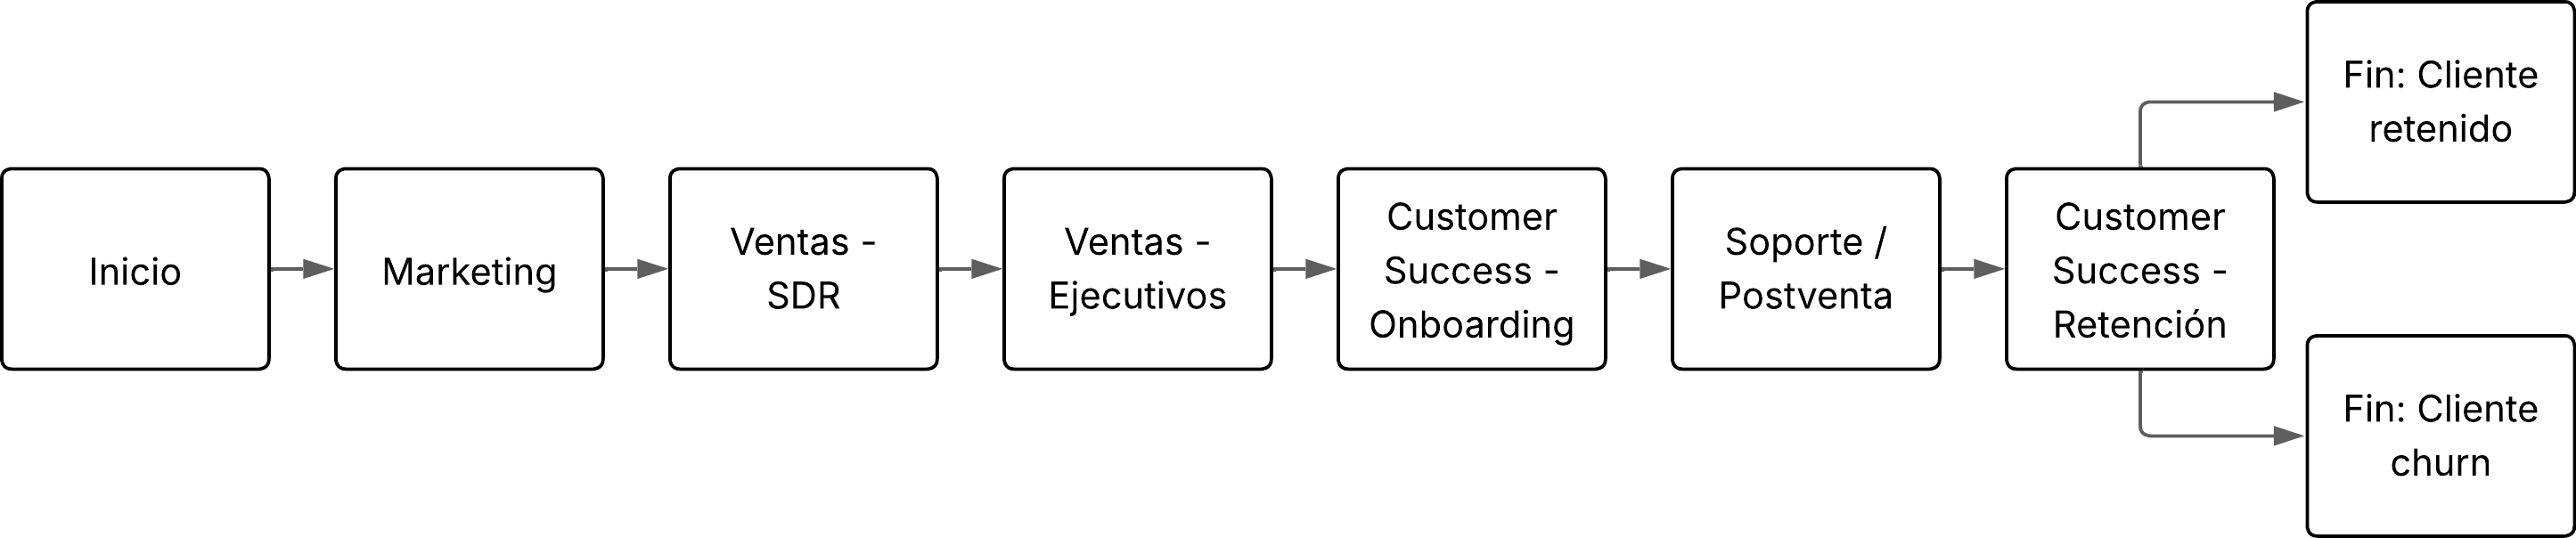 Inicio
Marketing
Ventas -
SDR
Ventas -
Ejecutivos
Customer
Success -
Onboarding
Soporte /
Postventa
Customer
Success -
Retención
Fin: Cliente
retenido
Fin: Cliente
churn